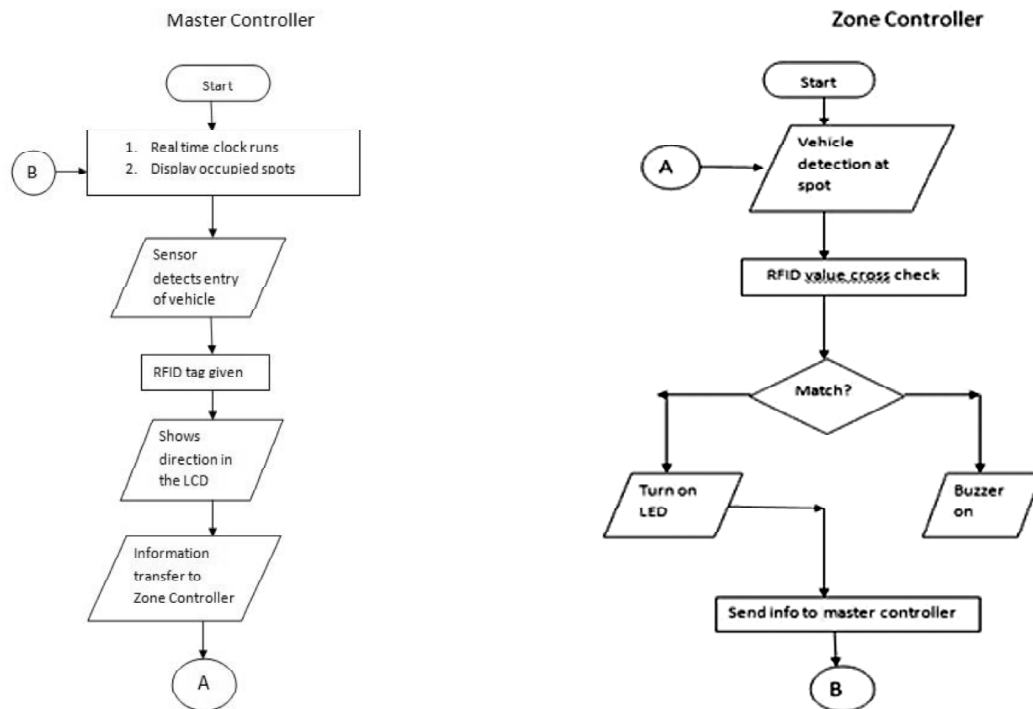 Master Controller
Start
B
1. Real time clock runs
2. Display occupied spots
Sensor
detects entry
of vehicle
RFID tag given
Shows
direction in
the LCD
Information
transfer to
Zone Controller
A
Zone Controller
Start
A
Vehicle
detection at
spot
RFID value cross check
Match?
Turn on
LED
Buzzer
on
Send info to master controller
B